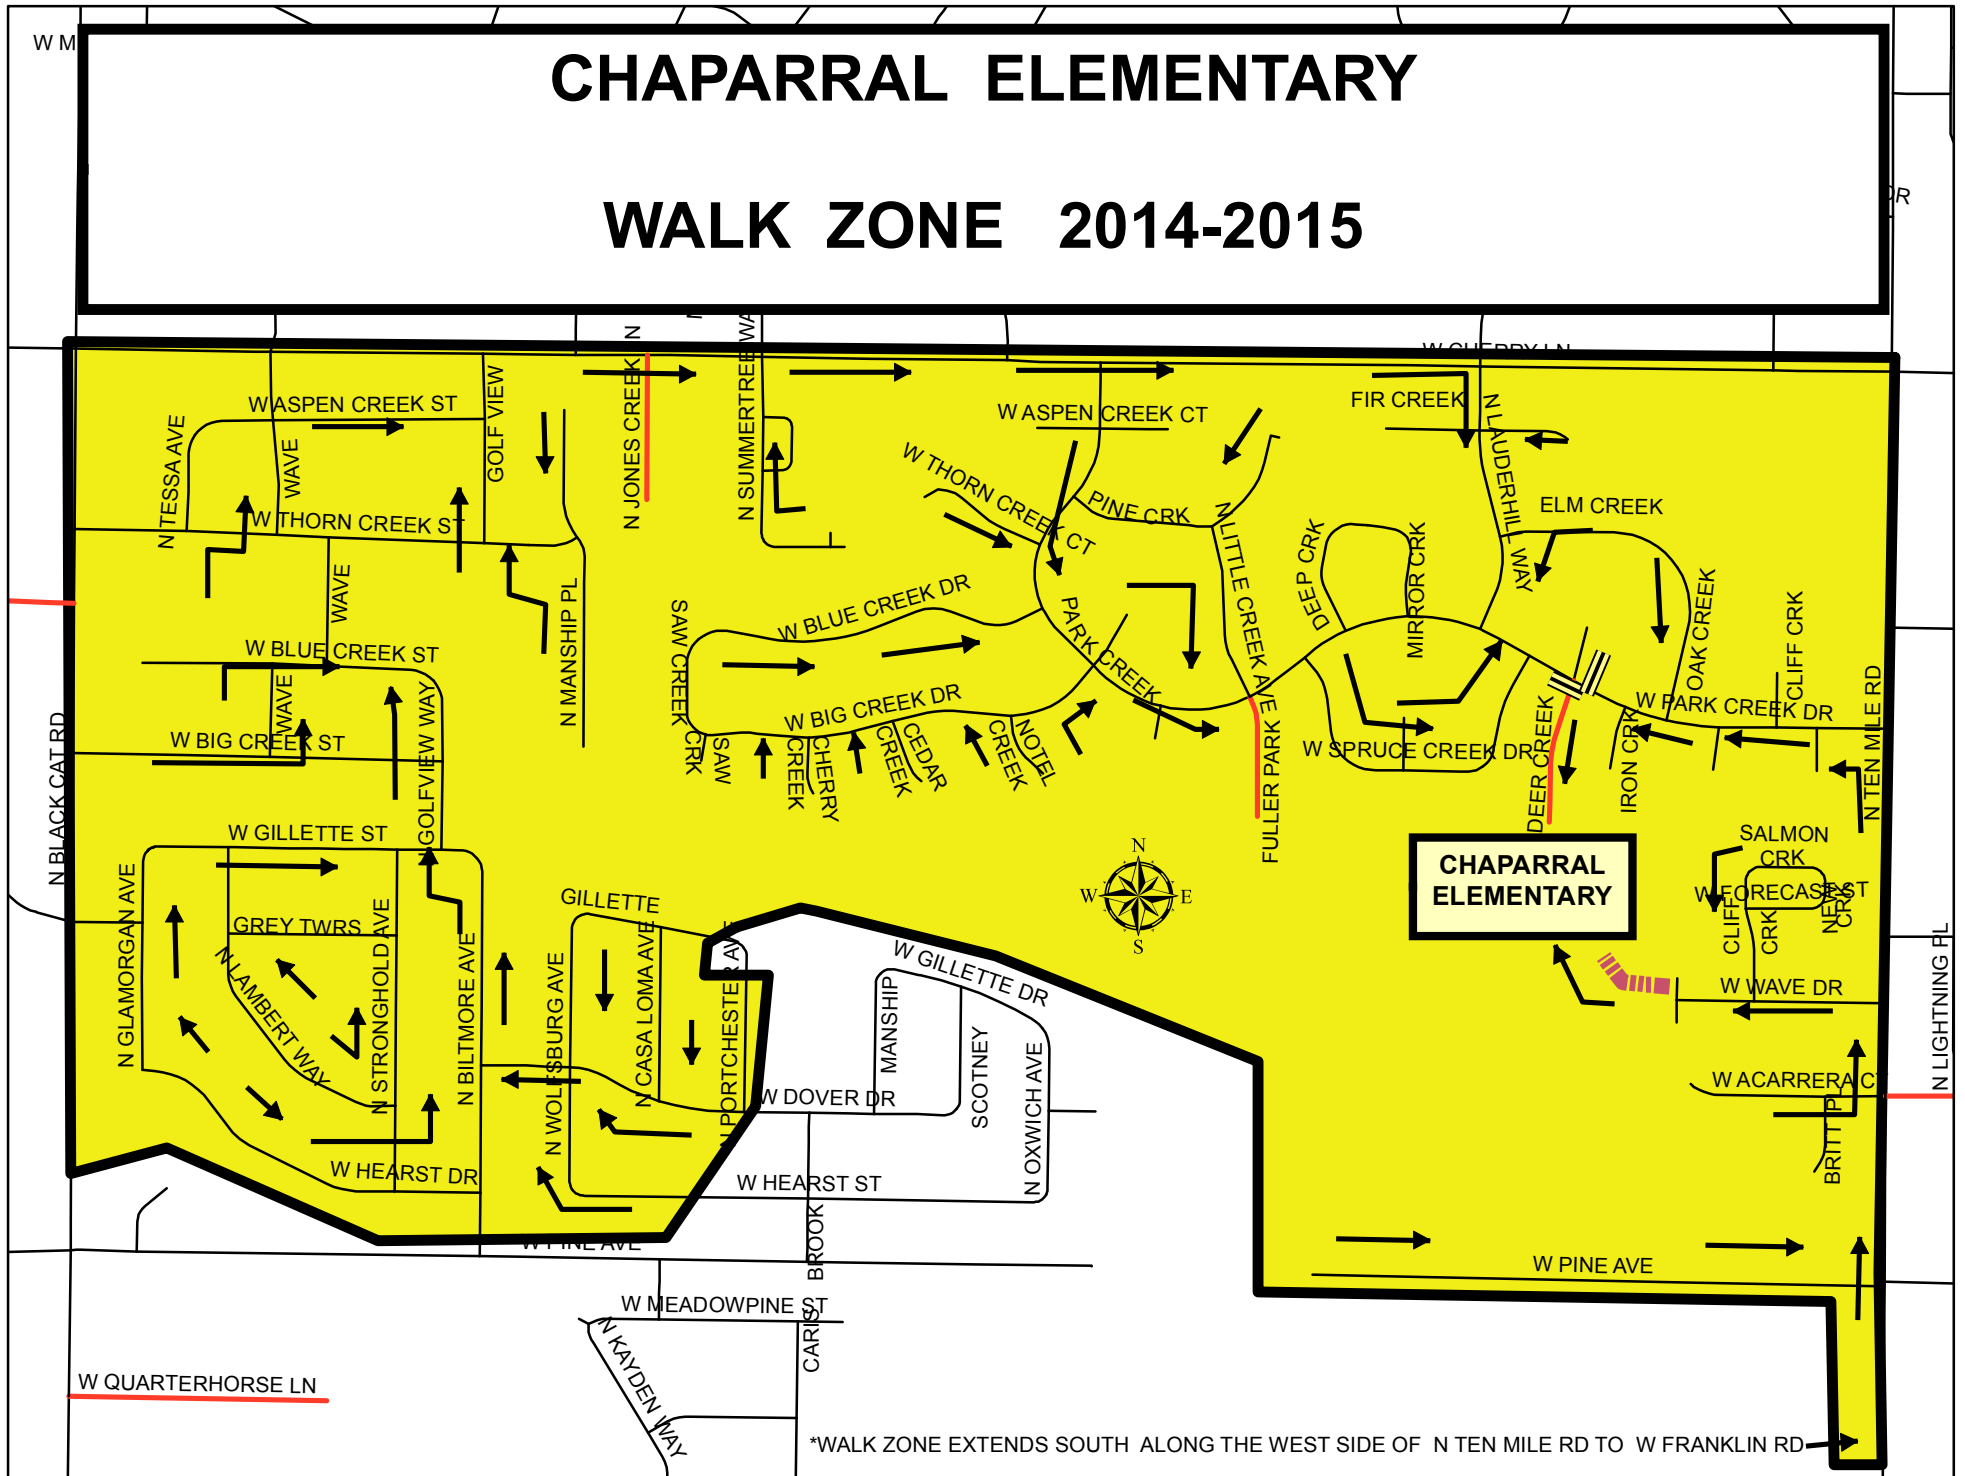 W M
CHAPARRAL ELEMENTARY
WALK ZONE 2014-2015
DR
W CHERRY LN
N TESSA AVE
W ASPEN CREEK ST
WAVE
GOLF VIEW
N JONES CREEK N
N SUMMERTREE WA
W ASPEN CREEK CT
FIR CREEK
N LAUDERHILL WAY
W THORN CREEK ST
W THORN CREEK CT
PINE CRK
N LITTLE CREEK AVE
DEEP CRK
MIRROR CRK
ELM CREEK
OAK CREEK
CLIFF CRK
WAVE
N MANSHIP PL
W BLUE CREEK ST
WAVE
W BIG CREEK ST
GOLFVIEW WAY
SAW CREEK
W BLUE CREEK DR
W BIG CREEK DR
SAW
CRK
CHERRY
CREEK
CEDAR
CREEK
NOTEL
CREEK
PARK CREEK
FULLER PARK
W SPRUCE CREEK DR
DEER CREEK
IRON CRK
W PARK CREEK DR
N TEN MILE RD
N BLACK CAT RD
W GILLETTE ST
GREY TWRS
N GLAMORGAN AVE
N LAMBERT WAY
N STRONGHOLD AVE
N BILTMORE AVE
W HEARST DR
GILLETTE
N WOLFSBURG AVE
N CASA LOMA AVE
N PORTCHESTER AVE
W GILLETTE DR
MANSHIP
SCOTNEY
N OXWICH AVE
W DOVER DR
W HEARST ST
N
W
E
S
CHAPARRAL
ELEMENTARY
SALMON
CRK
W FORECAST ST
CLIFF
CRK
NEW
CRK
W WAVE DR
W ACARRERA CT
BRITT PL
N LIGHTNING PL
W PINE AVE
W PINE AVE
W MEADOWPINE ST
CARIS BROOK
N KAYDEN WAY
W QUARTERHORSE LN
*WALK ZONE EXTENDS SOUTH ALONG THE WEST SIDE OF N TEN MILE RD TO W FRANKLIN RD